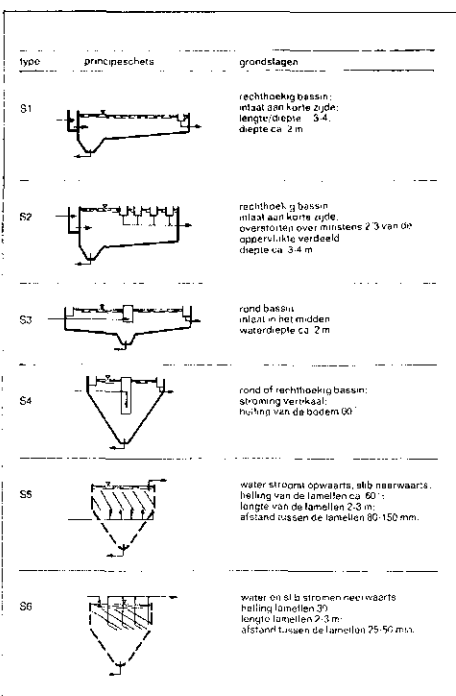 type principeschets grondslagen
S1
rechthoekig bassin;
inlaat aan korte zijde;
lengte/diepte 3-4,
diepte ca 2 m
S2
rechthoekig bassin
inlaat aan korte zijde,
overstorten over minstens 2/3 van de
oppervlakte verdeeld
diepte ca 3-4 m
S3
rond bassin
inlaat in het midden
waterdiepte ca 2 m
S4
rond of rechthoekig bassin;
stroming vertikaal;
helling van de bodem 60°
S5
water stroomt opwaarts, slib neerwaarts,
helling van de lamellen ca. 60°;
lengte van de lamellen 2-3 m;
afstand tussen de lamellen 80-150 mm.
S6
water en slib stromen neerwaarts
helling lamellen 30
lengte lamellen 2-3 m;
afstand tussen de lamellen 25-50 mm.